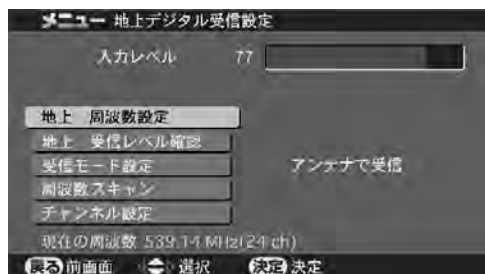 メニュー 地上デジタル受信設定
入力レベル 77
地上 周波数設定
地上 受信レベル確認
受信モード設定 アンテナで受信
周波数スキャン
チャンネル設定
現在の周波数 539.14 MHz(24 ch)
戻る 前画面 選択 決定 決定